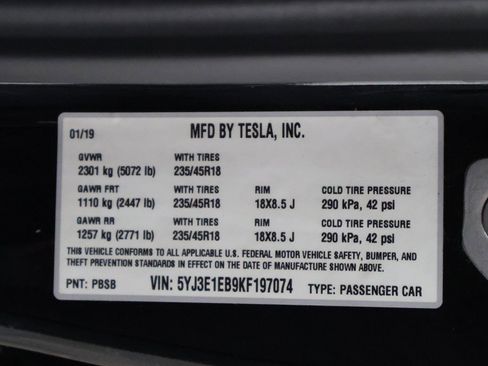 01/19 MFD BY TESLA, INC.
GVWR WITH TIRES
2301 kg (5072 lb) 235/45R18
GAWR FRT WITH TIRES RIM COLD TIRE PRESSURE
1110 kg (2447 lb) 235/45R18 18X8.5 J 290 kPa, 42 psi
GAWR RR WITH TIRES RIM COLD TIRE PRESSURE
1257 kg (2771 lb) 235/45R18 18X8.5 J 290 kPa, 42 psi
THIS VEHICLE CONFORMS TO ALL APPLICABLE U.S. FEDERAL MOTOR VEHICLE SAFETY, BUMPER, AND
THEFT PREVENTION STANDARDS IN EFFECT ON THE DATE OF MANUFACTURE SHOWN ABOVE.
PNT: PBSB VIN: 5YJ3E1EB9KF197074 TYPE: PASSENGER CAR